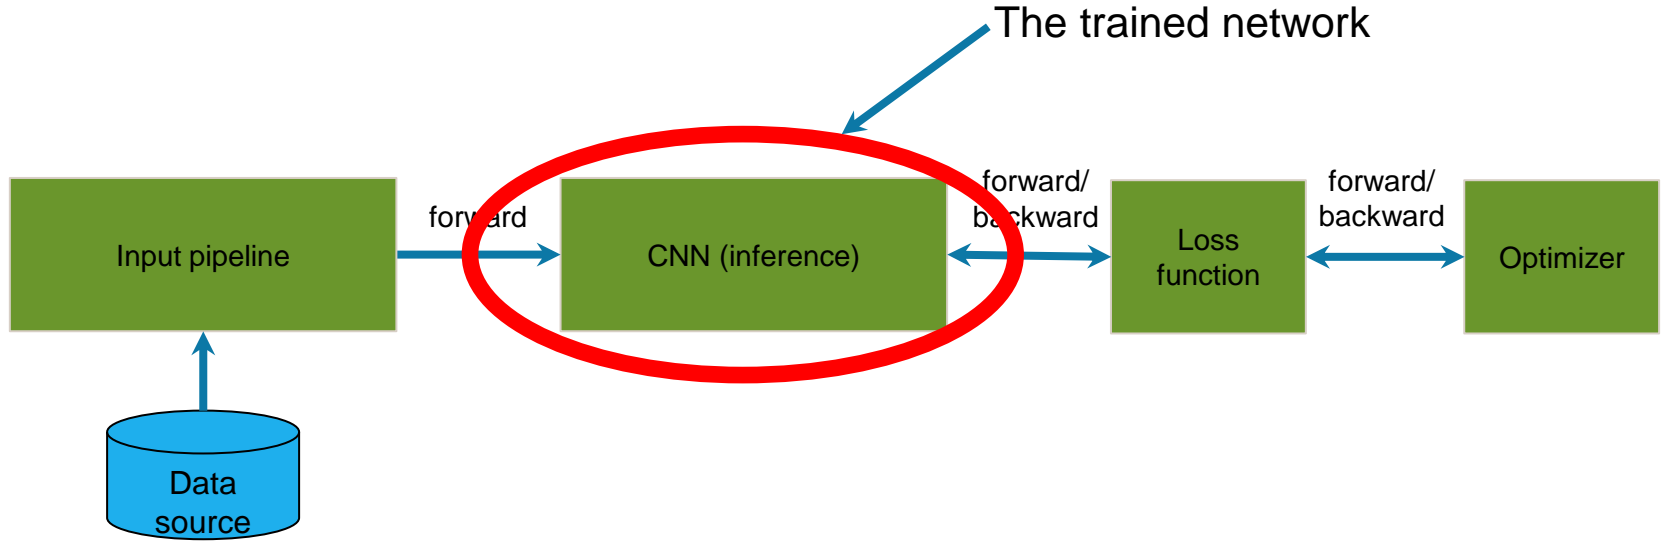 The trained network
forward/
backward
forward/
backward
forward
Input pipeline
CNN (inference)
Loss
function
Optimizer
Data
source